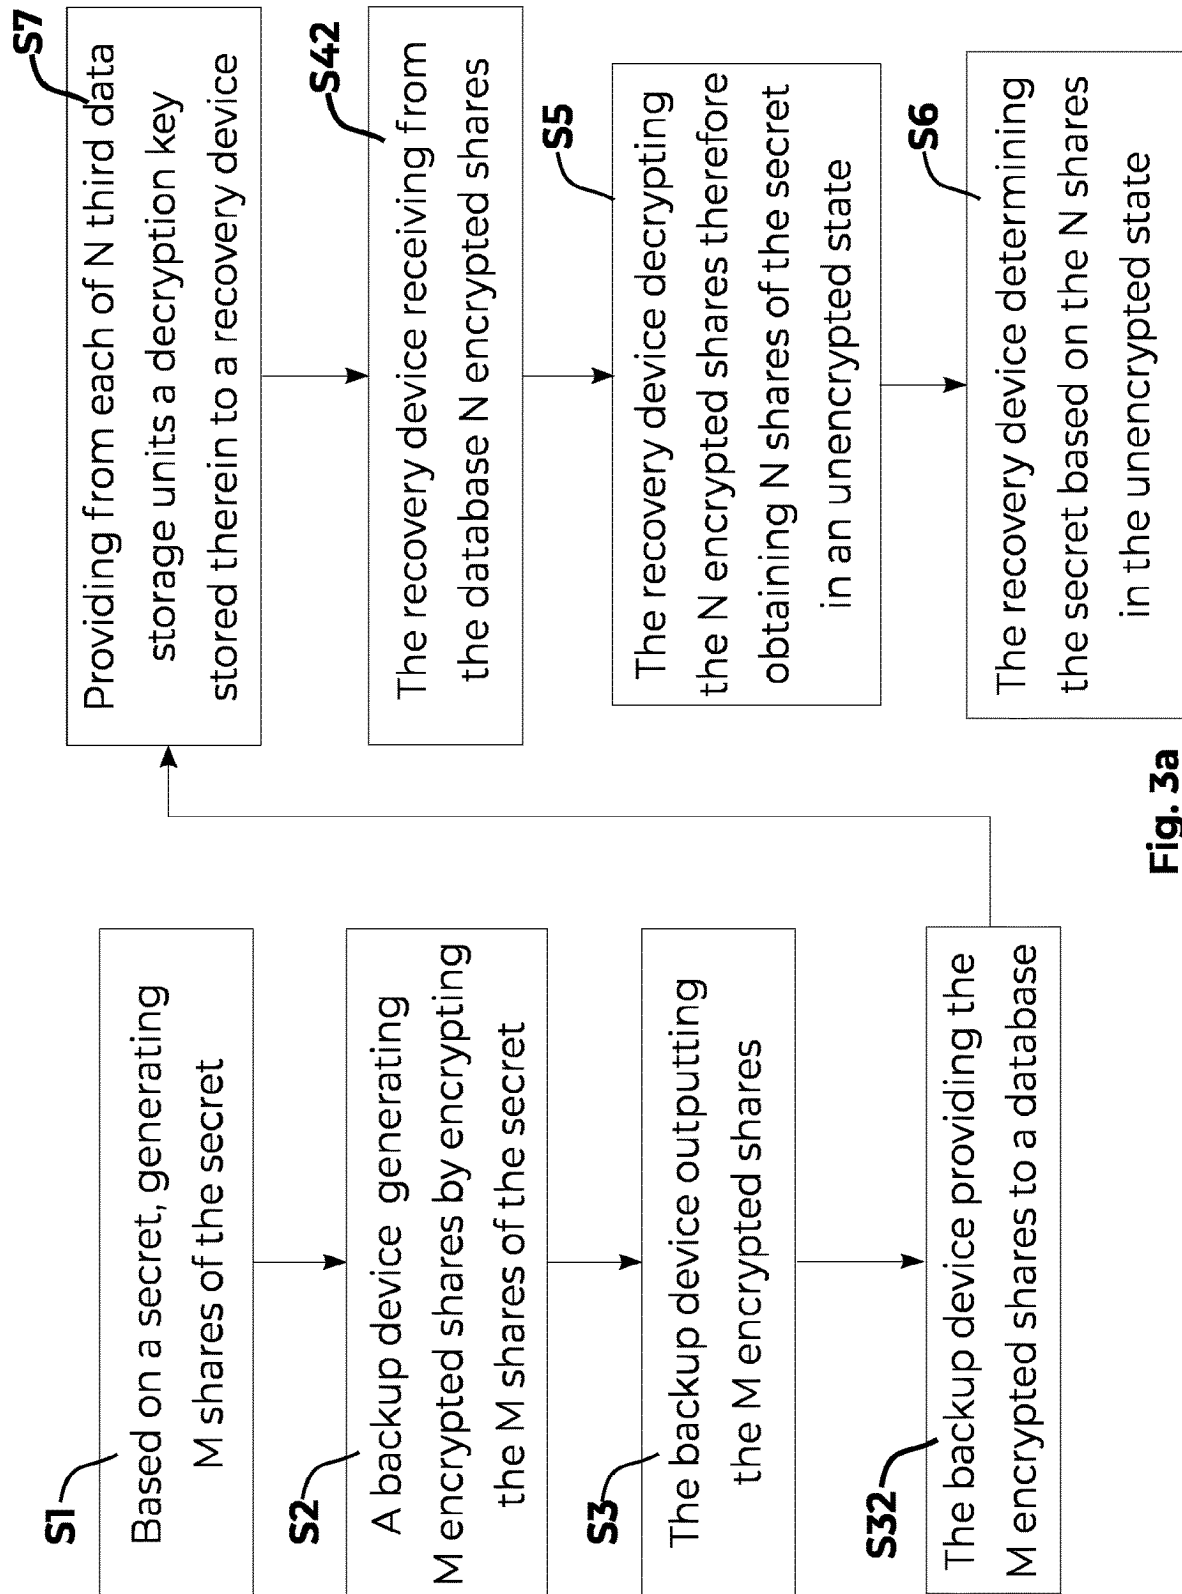 S1
Based on a secret, generating
M shares of the secret
S2
A backup device generating
M encrypted shares by encrypting
the M shares of the secret
S3
The backup device outputting
the M encrypted shares
S32
The backup device providing the
M encrypted shares to a database
S7
Providing from each of N third data
storage units a decryption key
stored therein to a recovery device
S42
The recovery device receiving from
the database N encrypted shares
S5
The recovery device decrypting
the N encrypted shares therefore
obtaining N shares of the secret
in an unencrypted state
S6
The recovery device determining
the secret based on the N shares
in the unencrypted state
Fig. 3a